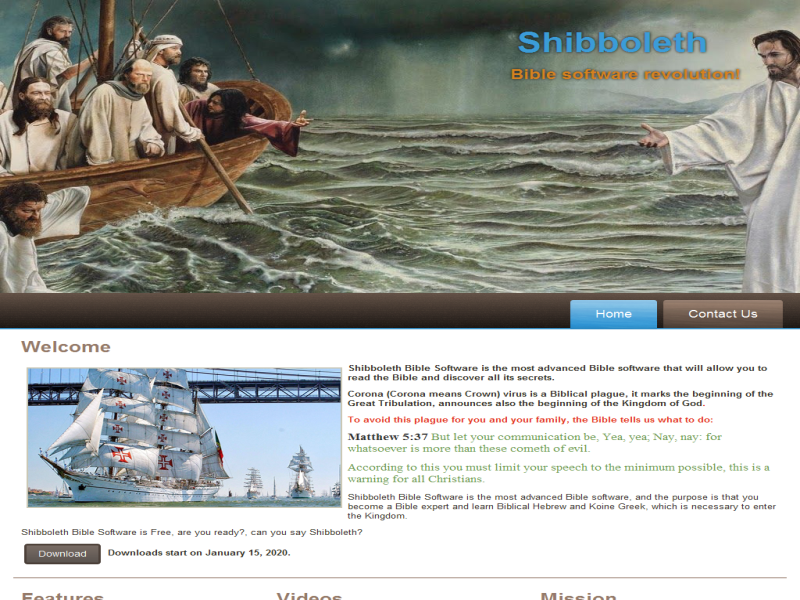 Shibboleth
Bible software revolution!
Home
Contact Us
Welcome
Shibboleth Bible Software is the most advanced Bible software that will allow you to
read the Bible and discover all its secrets.
Corona (Corona means Crown) virus is a Biblical plague, it marks the beginning of the
Great Tribulation, announces also the beginning of the Kingdom of God.
To avoid this plague for you and your family, the Bible tells us what to do:
Matthew 5:37 But let your communication be, Yea, yea; Nay, nay: for
whatsoever is more than these cometh of evil.
According to this you must limit your speech to the minimum possible, this is a
warning for all Christians.
Shibboleth Bible Software is the most advanced Bible software, and the purpose is that you
become a Bible expert and learn Biblical Hebrew and Koine Greek, which is necessary to enter
the Kingdom.
Shibboleth Bible Software is Free, are you ready?, can you say Shibboleth?
Download
Downloads start on January 15, 2020.
Features
Videos
Mission